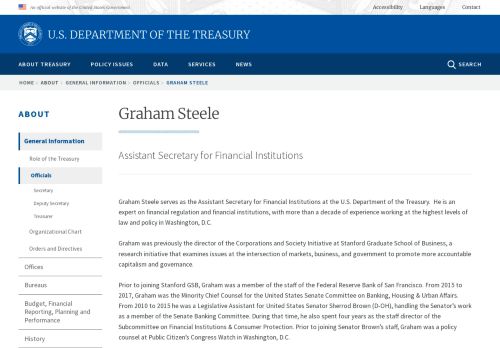 An official website of the United States Government
Accessibility Languages Contact
U.S. DEPARTMENT OF THE TREASURY
ABOUT TREASURY POLICY ISSUES DATA SERVICES NEWS SEARCH
HOME › ABOUT › GENERAL INFORMATION › OFFICIALS › GRAHAM STEELE
ABOUT
General Information
Role of the Treasury
Officials
Secretary
Deputy Secretary
Treasurer
Organizational Chart
Orders and Directives
Offices
Bureaus
Budget, Financial
Reporting, Planning and
Performance
History
Graham Steele
Assistant Secretary for Financial Institutions
Graham Steele serves as the Assistant Secretary for Financial Institutions at the U.S. Department of the Treasury. He is an
expert on financial regulation and financial institutions, with more than a decade of experience working at the highest levels of
law and policy in Washington, D.C.
Graham was previously the director of the Corporations and Society Initiative at Stanford Graduate School of Business, a
research initiative that examines issues at the intersection of markets, business, and government to promote more accountable
capitalism and governance.
Prior to joining Stanford GSB, Graham was a member of the staff of the Federal Reserve Bank of San Francisco. From 2015 to
2017, Graham was the Minority Chief Counsel for the United States Senate Committee on Banking, Housing & Urban Affairs.
From 2010 to 2015 he was a Legislative Assistant for United States Senator Sherrod Brown (D-OH), handling the Senator's work
as a member of the Senate Banking Committee. During that time, he also spent four years as the staff director of the
Subcommittee on Financial Institutions & Consumer Protection. Prior to joining Senator Brown's staff, Graham was a policy
counsel at Public Citizen's Congress Watch in Washington, D.C.